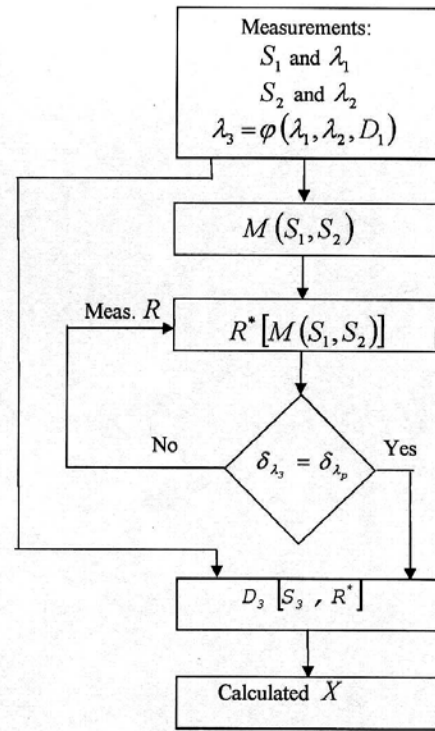 Measurements:
S₁ and λ₁
S₂ and λ₂
λ₃ = φ(λ₁, λ₂, D₁)
M(S₁, S₂)
Meas. R
R* [M(S₁, S₂)]
No
Yes
δ_λ₃ = δ_λₚ
D₃ [S₃ , R*]
Calculated X